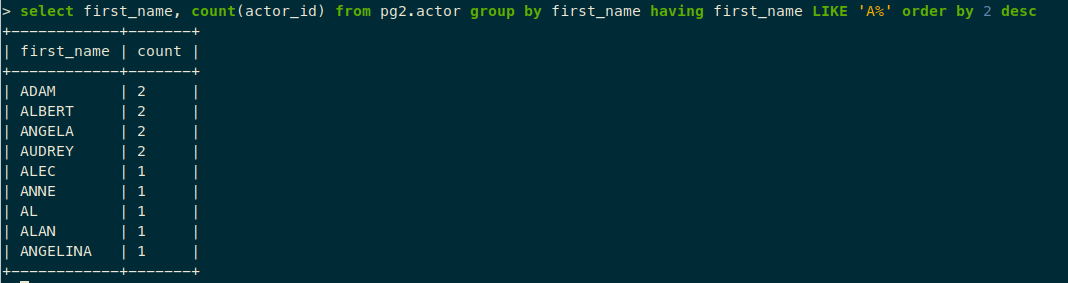 > select first_name, count(actor_id) from pg2.actor group by first_name having first_name LIKE 'A%' order by 2 desc
+------------+-------+
| first_name | count |
+------------+-------+
| ADAM       | 2     |
| ALBERT     | 2     |
| ANGELA     | 2     |
| AUDREY     | 2     |
| ALEC       | 1     |
| ANNE       | 1     |
| AL         | 1     |
| ALAN       | 1     |
| ANGELINA   | 1     |
+------------+-------+